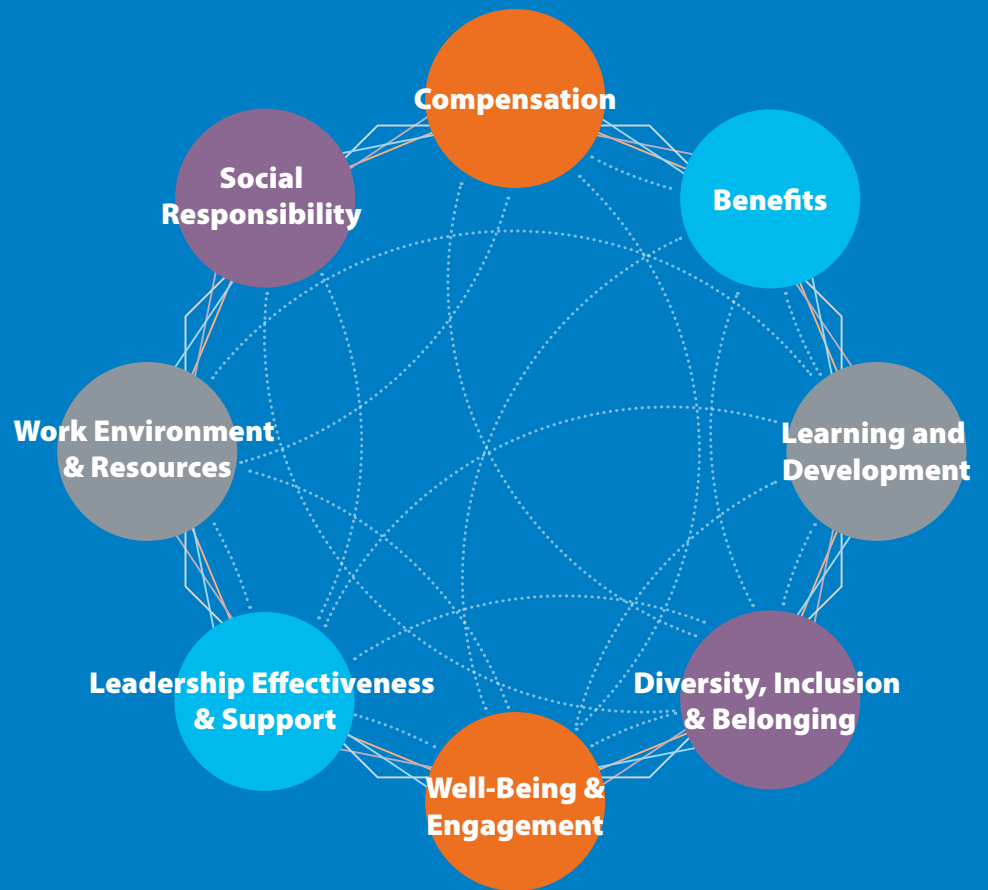 Compensation
Benefits
Learning and
Development
Diversity, Inclusion
& Belonging
Well-Being &
Engagement
Leadership Effectiveness
& Support
Work Environment
& Resources
Social
Responsibility